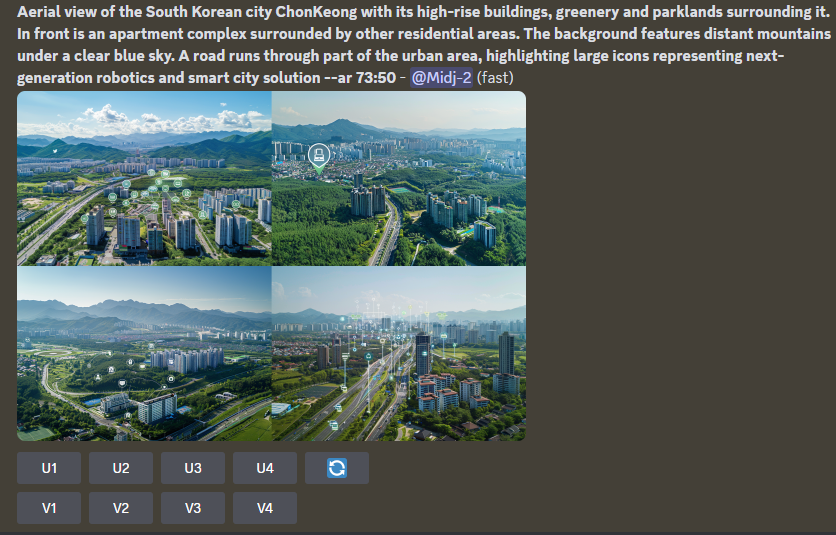 Aerial view of the South Korean city ChonKeong with its high-rise buildings, greenery and parklands surrounding it.
In front is an apartment complex surrounded by other residential areas. The background features distant mountains
under a clear blue sky. A road runs through part of the urban area, highlighting large icons representing next-
generation robotics and smart city solution --ar 73:50 - @Midj-2 (fast)
U1 U2 U3 U4
V1 V2 V3 V4